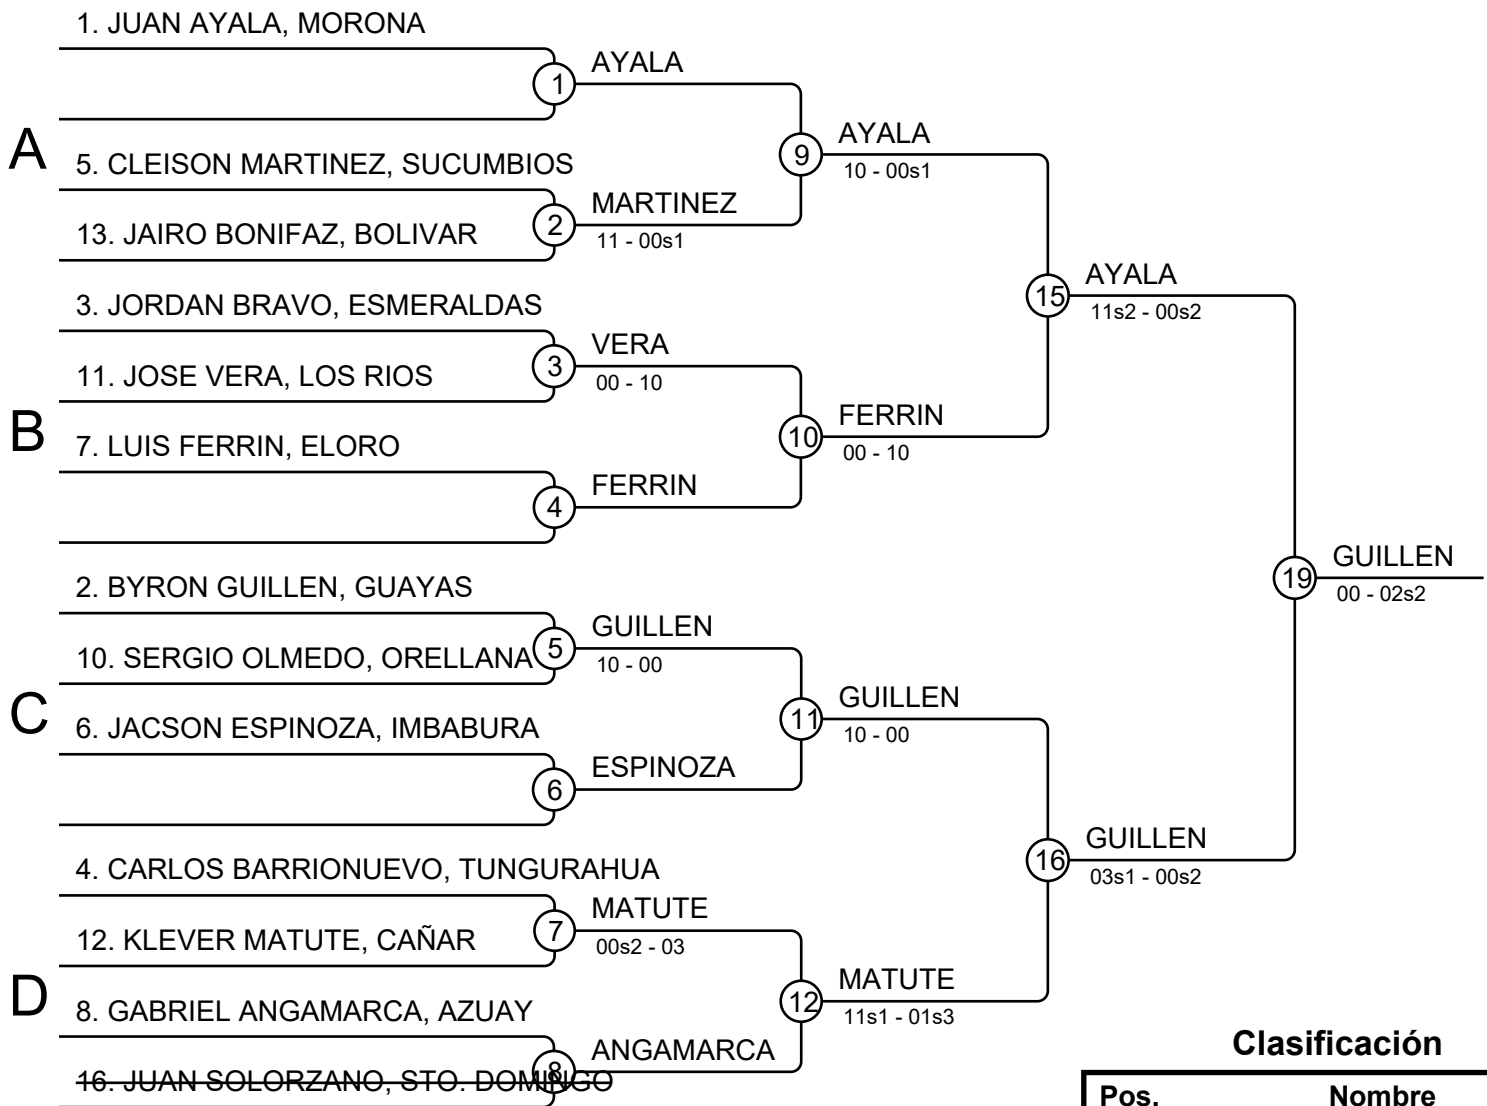 1. JUAN AYALA, MORONA
AYALA
1
AYALA
A
9
10 - 00s1
5. CLEISON MARTINEZ, SUCUMBIOS
MARTINEZ
2
13. JAIRO BONIFAZ, BOLIVAR
11 - 00s1
AYALA
15
3. JORDAN BRAVO, ESMERALDAS
11s2 - 00s2
VERA
3
11. JOSE VERA, LOS RIOS
00 - 10
FERRIN
B
10
7. LUIS FERRIN, ELORO
00 - 10
FERRIN
4
GUILLEN
19
2. BYRON GUILLEN, GUAYAS
00 - 02s2
GUILLEN
5
10. SERGIO OLMEDO, ORELLANA
10 - 00
GUILLEN
C
11
6. JACSON ESPINOZA, IMBABURA
10 - 00
ESPINOZA
6
GUILLEN
16
4. CARLOS BARRIONUEVO, TUNGURAHUA
03s1 - 00s2
MATUTE
7
12. KLEVER MATUTE, CAÑAR
00s2 - 03
MATUTE
D
12
8. GABRIEL ANGAMARCA, AZUAY
11s1 - 01s3
ANGAMARCA
8
16. JUAN SOLORZANO, STO. DOMINGO
Clasificación
Pos. Nombre